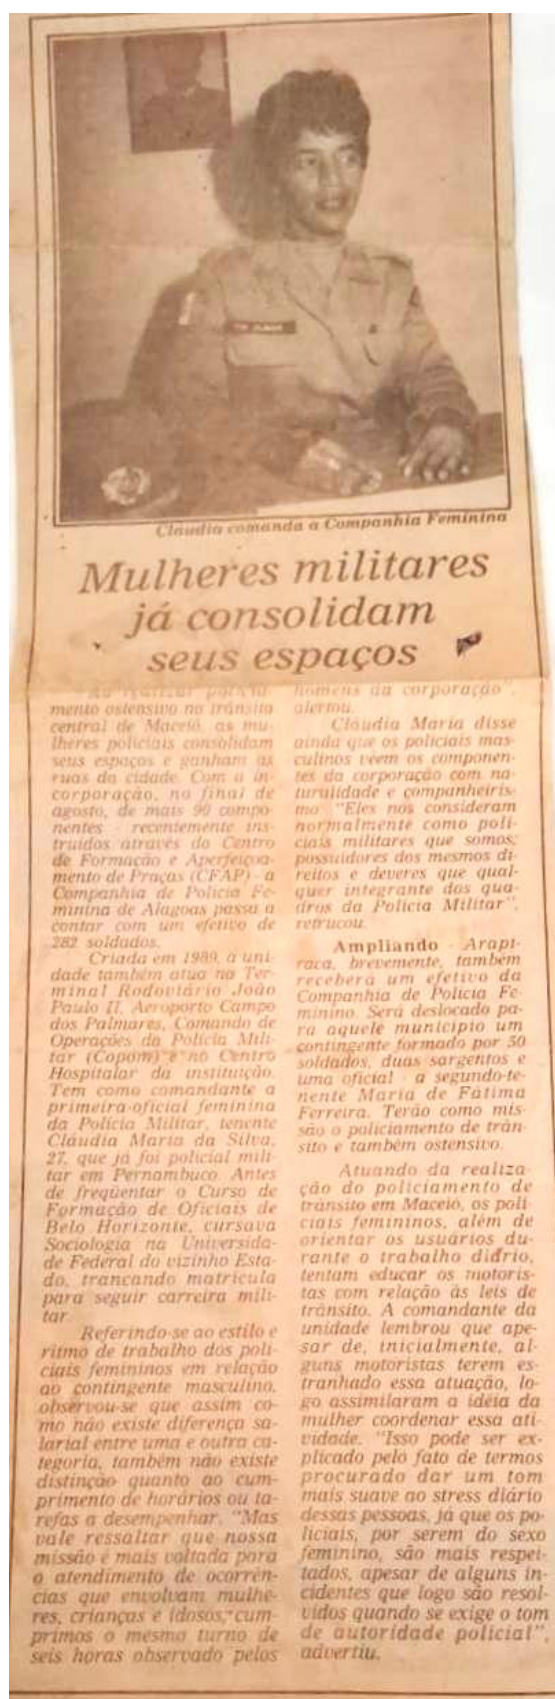 Cláudia comanda a Companhia Feminina
Mulheres militares
já consolidam
seus espaços
Ao realizar policia-
mento ostensivo no trânsito
central de Maceió, as mu-
lheres policiais consolidam
seus espaços e ganham as
ruas da cidade. Com a in-
corporação, no final de
agosto, de mais 90 compo-
nentes - recentemente ins-
truídos através do Centro
de Formação e Aperfeiçoa-
mento de Praças (CFAP) - a
Companhia de Polícia Fe-
minina de Alagoas passa a
contar com um efetivo de
282 soldados.
Criada em 1989, a uni-
dade também atua na Ter-
minal Rodoviário João
Paulo II, Aeroporto Campo
dos Palmares, Comando de
Operações da Polícia Mili-
tar (Copom) e no Centro
Hospitalar da instituição.
Tem como comandante a
primeira-oficial feminina
da Polícia Militar, tenente
Cláudia Maria da Silva,
27, que já foi policial mili-
tar em Pernambuco. Antes
de freqüentar o Curso de
Formação de Oficiais de
Belo Horizonte, cursava
Sociologia na Universida-
de Federal do vizinho Esta-
do, trancando matrícula
para seguir carreira mili-
tar.
Referindo-se ao estilo e
ritmo de trabalho dos poli-
ciais femininos em relação
ao contingente masculino,
observou-se que assim co-
mo não existe diferença sa-
larial entre uma e outra ca-
tegoria, também não existe
distinção quanto ao cum-
primento de horários ou ta-
refas a desempenhar. "Mas
vale ressaltar que nossa
missão é mais voltada para
o atendimento de ocorrên-
cias que envolvam mulhe-
res, crianças e idosos, cum-
primos o mesmo turno de
seis horas observado pelos
homens da corporação",
alertou.
Cláudia Maria disse
ainda que os policiais mas-
culinos vêem os componen-
tes da corporação com na-
turalidade e companheiris-
mo. "Eles nos consideram
normalmente como poli-
ciais militares que somos,
possuidores dos mesmos di-
reitos e deveres que qual-
quer integrante dos qua-
dros da Polícia Militar",
retrucou.
Ampliando - Arapi-
raca, brevemente, também
receberá um efetivo da
Companhia de Polícia Fe-
minino. Será deslocado pa-
ra aquele município um
contingente formado por 50
soldados, duas sargentos e
uma oficial - a segundo-te-
nente Maria de Fátima
Ferreira. Terão como mis-
são o policiamento de trân-
sito e também ostensivo.
Atuando da realiza-
ção do policiamento de
trânsito em Maceió, os poli-
ciais femininos, além de
orientar os usuários du-
rante o trabalho diário,
tentam educar os motoris-
tas com relação às leis de
trânsito. A comandante da
unidade lembrou que ape-
sar de, inicialmente, al-
guns motoristas terem es-
tranhado essa atuação, lo-
go assimilaram a idéia da
mulher coordenar essa ati-
vidade. "Isso pode ser ex-
plicado pelo fato de termos
procurado dar um tom
mais suave ao stress diário
dessas pessoas, já que os po-
liciais, por serem do sexo
feminino, são mais respei-
tados, apesar de alguns in-
cidentes que logo são resol-
vidos quando se exige o tom
de autoridade policial",
advertiu.